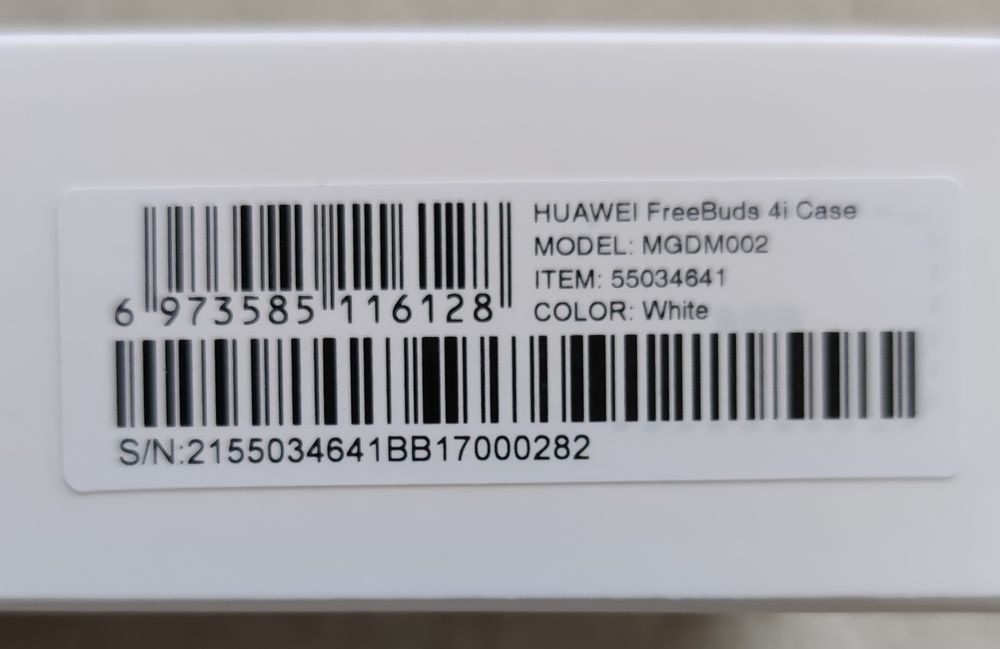 HUAWEI FreeBuds 4i Case
MODEL: MGDM002
ITEM: 55034641
COLOR: White
6 973585 116128
S/N:2155034641BB17000282